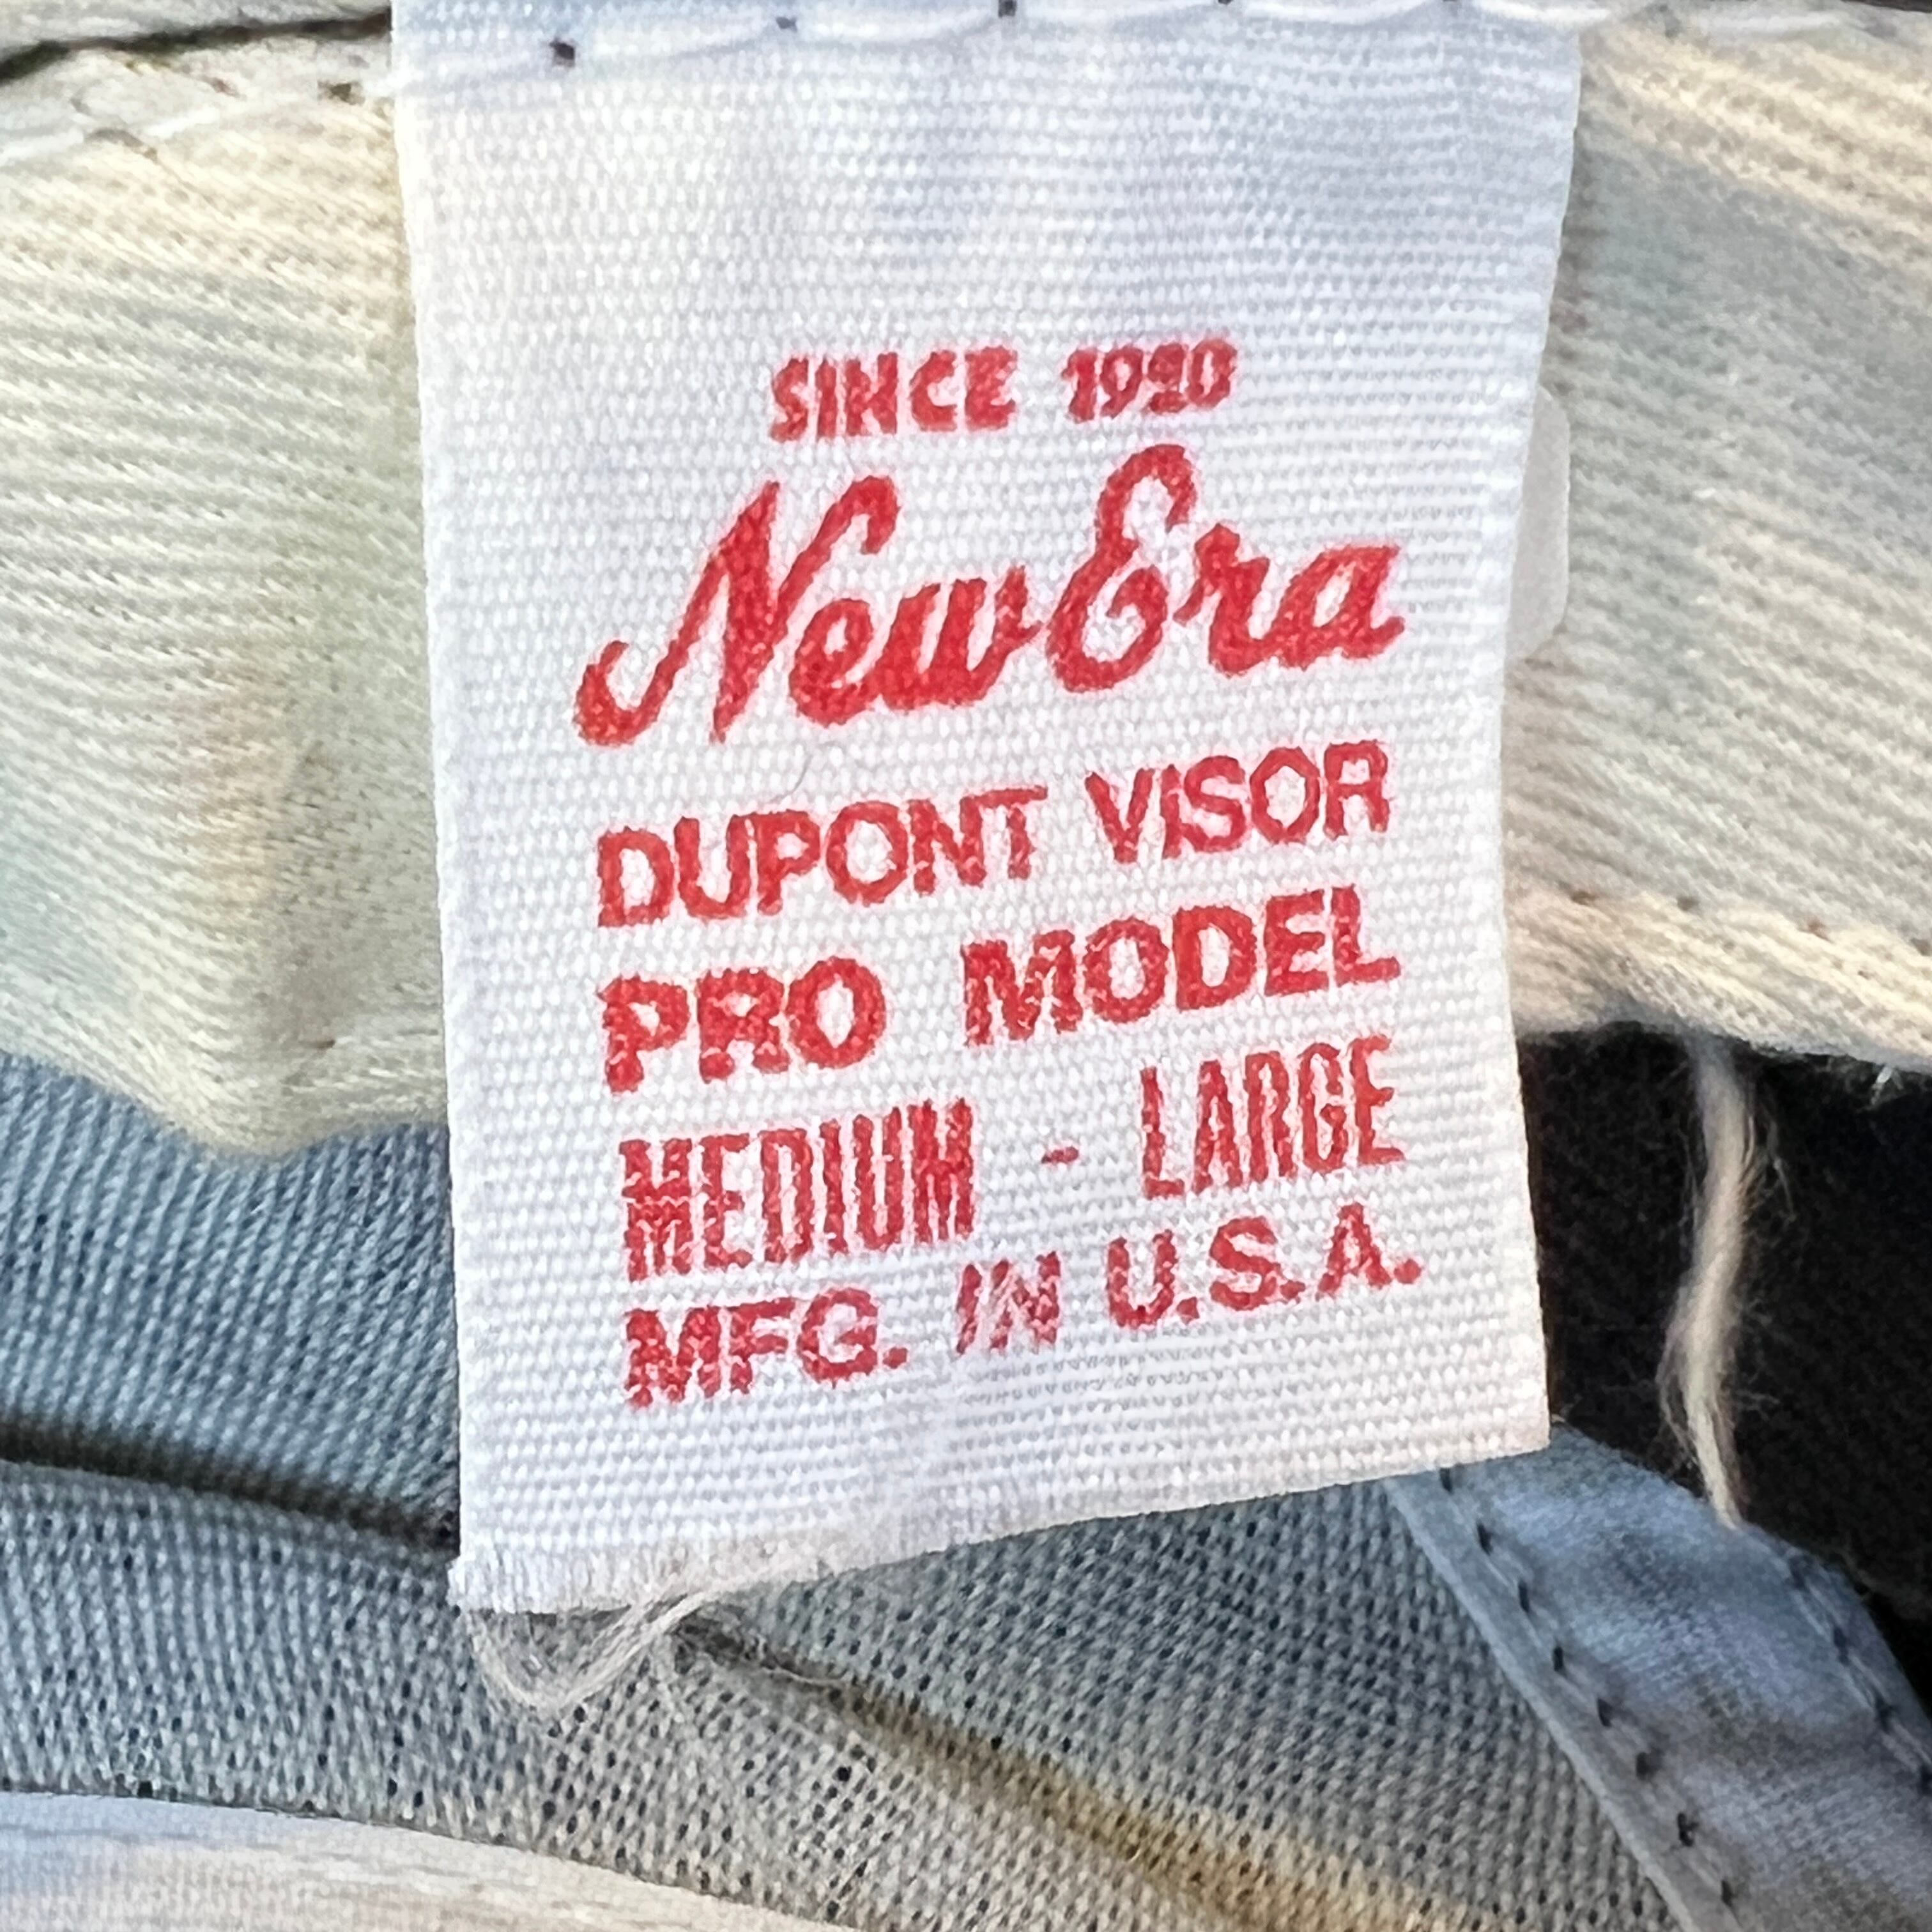 SINCE 1920
New Era
DUPONT VISOR
PRO MODEL
MEDIUM - LARGE
MFG. IN U.S.A.